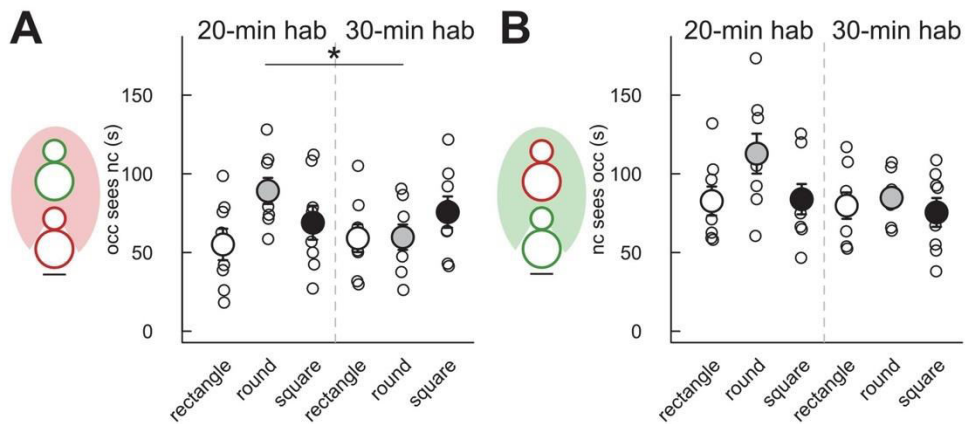 A
20-min hab 30-min hab
*
occ sees nc (s)
150
100
50
0
rectangle
round
square
rectangle
round
square
B
20-min hab 30-min hab
nc sees occ (s)
150
100
50
0
rectangle
round
square
rectangle
round
square